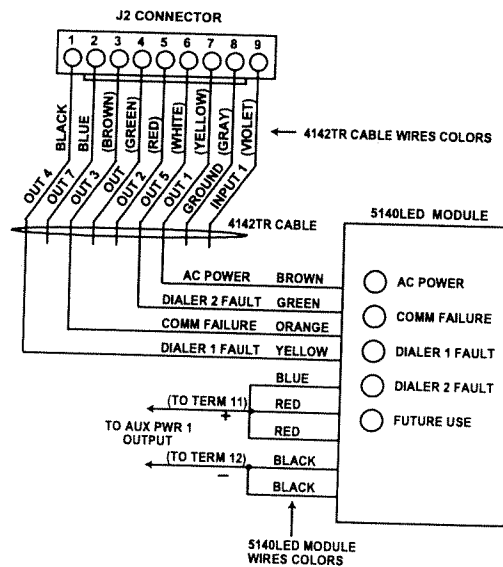 J2 CONNECTOR
1 2 3 4 5 6 7 8 9
BLACK
BLUE
(BROWN)
(GREEN)
(RED)
(WHITE)
(YELLOW)
(GRAY)
(VIOLET)
4142TR CABLE WIRES COLORS
OUT 4
OUT 7
OUT 3
OUT
OUT 2
OUT 5
OUT 1
GROUND
INPUT 1
4142TR CABLE
5140LED MODULE
AC POWER BROWN
DIALER 2 FAULT GREEN
COMM FAILURE ORANGE
DIALER 1 FAULT YELLOW
BLUE
(TO TERM 11) RED
+
TO AUX PWR 1
OUTPUT
RED
(TO TERM 12) BLACK
–
BLACK
AC POWER
COMM FAILURE
DIALER 1 FAULT
DIALER 2 FAULT
FUTURE USE
5140LED MODULE
WIRES COLORS